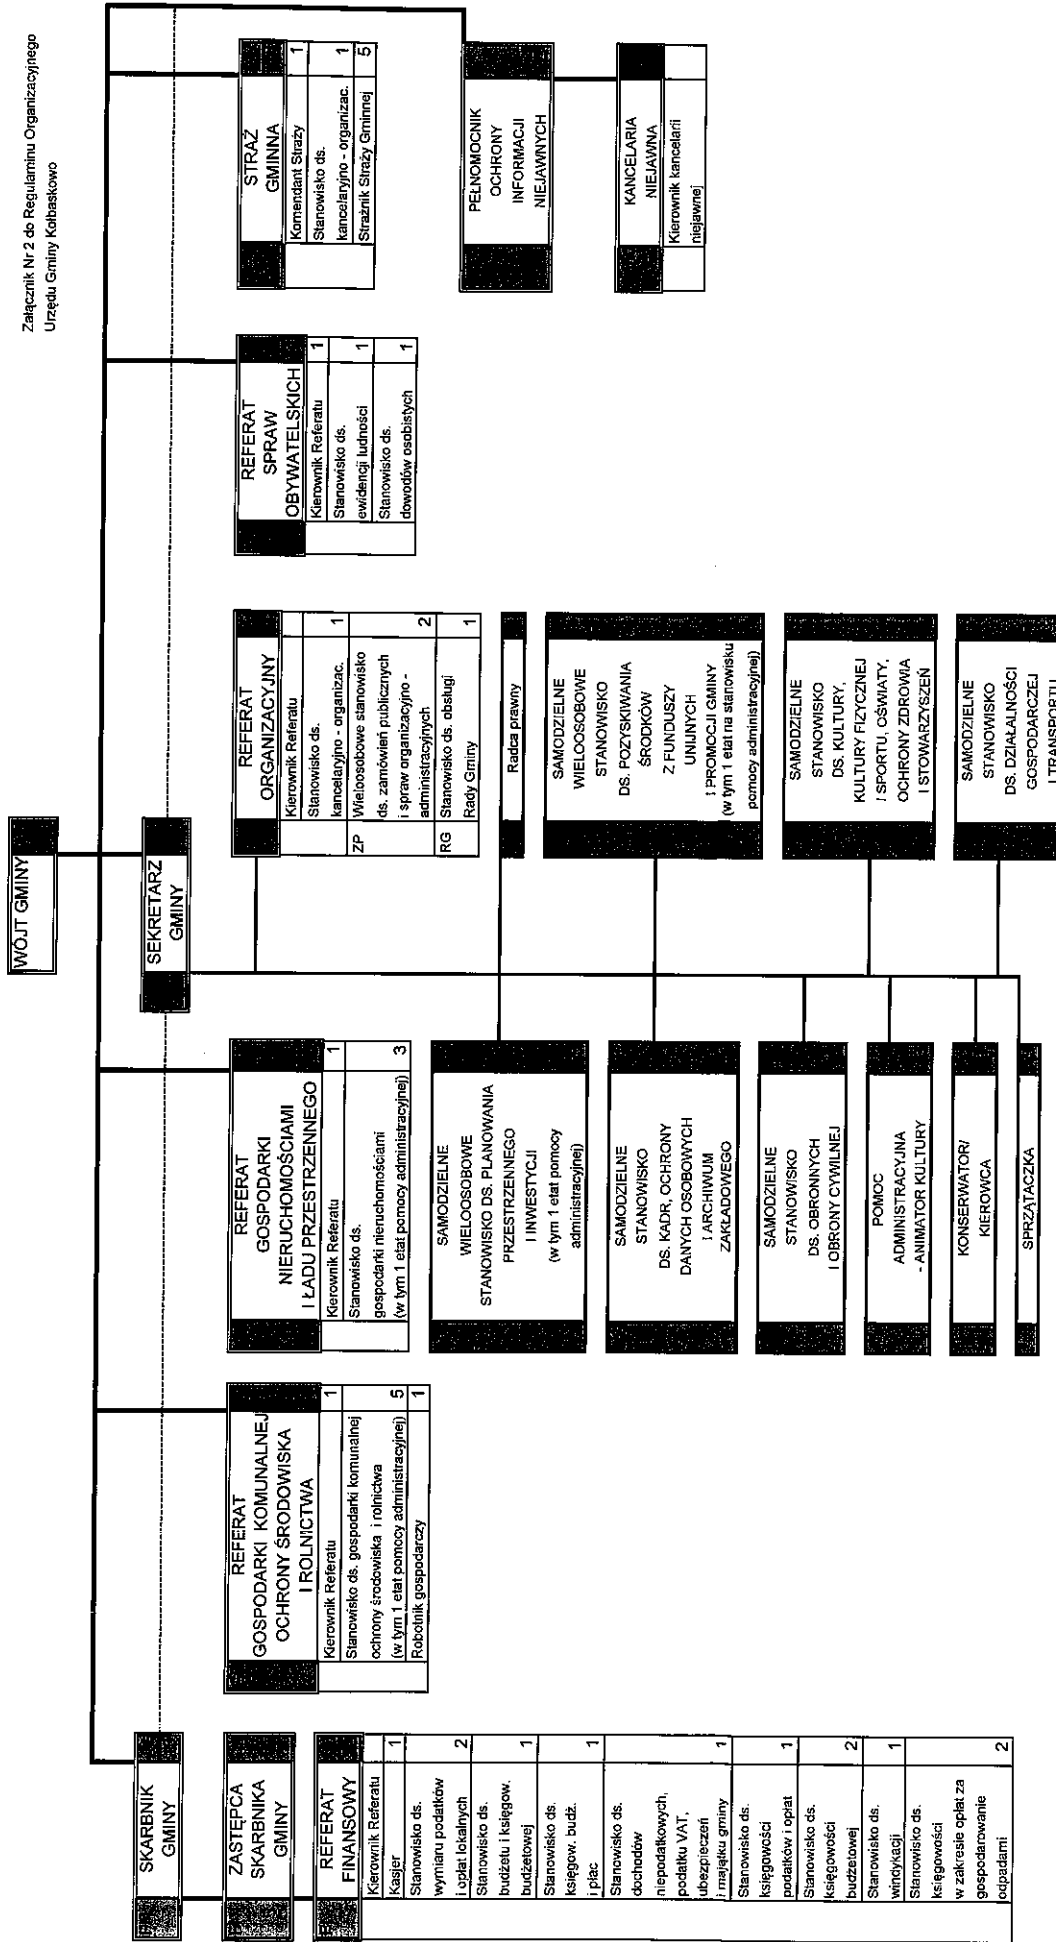 Załącznik Nr 2 do Regulaminu Organizacyjnego
Urzędu Gminy Kołbaskowo
WÓJT GMINY
SEKRETARZ
GMINY
SKARBNIK
GMINY
ZASTĘPCA
SKARBNIKA
GMINY
REFERAT
FINANSOWY
Kierownik Referatu
Kasjer 1
Stanowisko ds.
wymiaru podatków
i opłat lokalnych 2
Stanowisko ds.
budżetu i księgow.
budżetowej 1
Stanowisko ds.
księgow. budż.
i płac 1
Stanowisko ds.
dochodów
niepodatkowych,
podatku VAT,
ubezpieczeń
i majątku gminy 1
Stanowisko ds.
księgowości
podatków i opłat 1
Stanowisko ds.
księgowości
budżetowej 2
Stanowisko ds.
windykacji 1
Stanowisko ds.
księgowości
w zakresie opłat za
gospodarowanie
odpadami 2
REFERAT
GOSPODARKI KOMUNALNEJ
OCHRONY ŚRODOWISKA
I ROLNICTWA
Kierownik Referatu 1
Stanowisko ds. gospodarki komunalnej
ochrony środowiska i rolnictwa
(w tym 1 etat pomocy administracyjnej) 5
Robotnik gospodarczy 1
REFERAT
GOSPODARKI
NIERUCHOMOŚCIAMI
I ŁADU PRZESTRZENNEGO
Kierownik Referatu 1
Stanowisko ds.
gospodarki nieruchomościami
(w tym 1 etat pomocy administracyjnej) 3
SAMODZIELNE
WIELOOSOBOWE
STANOWISKO DS. PLANOWANIA
PRZESTRZENNEGO
I INWESTYCJI
(w tym 1 etat pomocy
administracyjnej)
SAMODZIELNE
STANOWISKO
DS. KADR, OCHRONY
DANYCH OSOBOWYCH
I ARCHIWUM
ZAKŁADOWEGO
SAMODZIELNE
STANOWISKO
DS. OBRONNYCH
I OBRONY CYWILNEJ
POMOC
ADMINISTRACYJNA
- ANIMATOR KULTURY
KONSERWATOR/
KIEROWCA
SPRZĄTACZKA
REFERAT
ORGANIZACYJNY
Kierownik Referatu
Stanowisko ds.
kancelaryjno - organizac. 1
ZP Wieloosobowe stanowisko
ds. zamówień publicznych
i spraw organizacyjno -
administracyjnych 2
RG Stanowisko ds. obsługi
Rady Gminy 1
Radca prawny
SAMODZIELNE
WIELOOSOBOWE
STANOWISKO
DS. POZYSKIWANIA
ŚRODKÓW
Z FUNDUSZY
UNIJNYCH
I PROMOCJI GMINY
(w tym 1 etat na stanowisku
pomocy administracyjnej)
SAMODZIELNE
STANOWISKO
DS. KULTURY,
KULTURY FIZYCZNEJ
I SPORTU, OŚWIATY,
OCHRONY ZDROWIA
I STOWARZYSZEŃ
SAMODZIELNE
STANOWISKO
DS. DZIAŁALNOŚCI
GOSPODARCZEJ
I TRANSPORTU
REFERAT
SPRAW
OBYWATELSKICH
Kierownik Referatu 1
Stanowisko ds.
ewidencji ludności 1
Stanowisko ds.
dowodów osobistych 1
STRAŻ
GMINNA
Komendant Straży 1
Stanowisko ds.
kancelaryjno - organizac. 1
Strażnik Straży Gminnej 5
PEŁNOMOCNIK
OCHRONY
INFORMACJI
NIEJAWNYCH
KANCELARIA
NIEJAWNA
Kierownik kancelarii
niejawnej